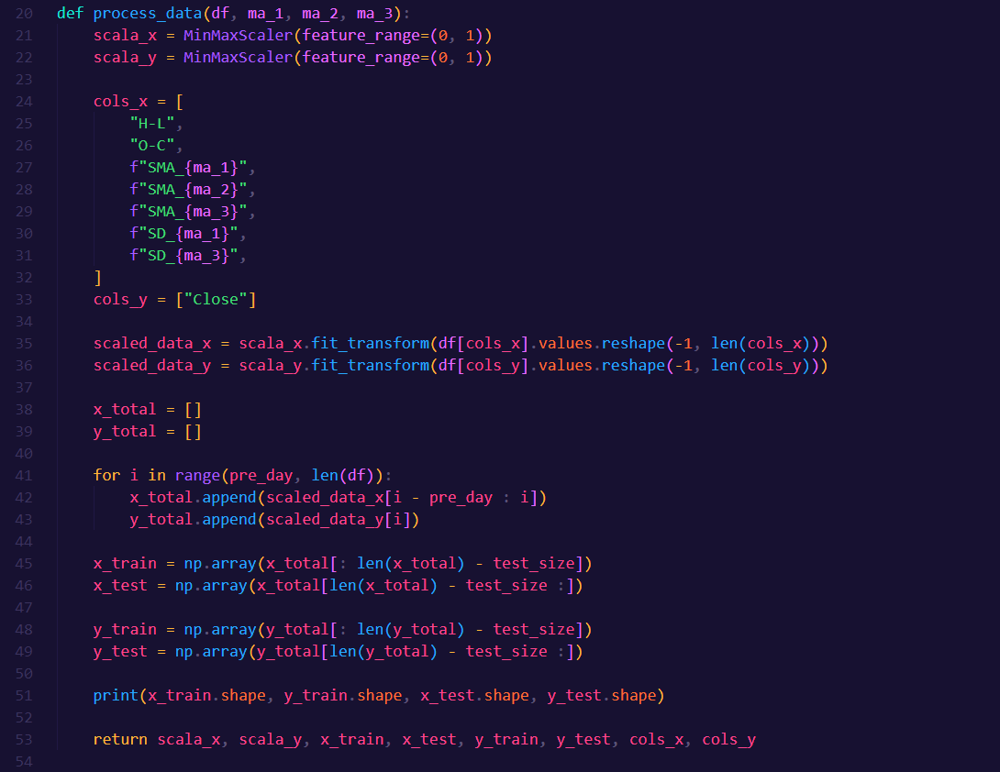 20 def process_data(df, ma_1, ma_2, ma_3):
21     scala_x = MinMaxScaler(feature_range=(0, 1))
22     scala_y = MinMaxScaler(feature_range=(0, 1))
23
24     cols_x = [
25         "H-L",
26         "O-C",
27         f"SMA_{ma_1}",
28         f"SMA_{ma_2}",
29         f"SMA_{ma_3}",
30         f"SD_{ma_1}",
31         f"SD_{ma_3}",
32     ]
33     cols_y = ["Close"]
34
35     scaled_data_x = scala_x.fit_transform(df[cols_x].values.reshape(-1, len(cols_x)))
36     scaled_data_y = scala_y.fit_transform(df[cols_y].values.reshape(-1, len(cols_y)))
37
38     x_total = []
39     y_total = []
40
41     for i in range(pre_day, len(df)):
42         x_total.append(scaled_data_x[i - pre_day : i])
43         y_total.append(scaled_data_y[i])
44
45     x_train = np.array(x_total[: len(x_total) - test_size])
46     x_test = np.array(x_total[len(x_total) - test_size :])
47
48     y_train = np.array(y_total[: len(y_total) - test_size])
49     y_test = np.array(y_total[len(y_total) - test_size :])
50
51     print(x_train.shape, y_train.shape, x_test.shape, y_test.shape)
52
53     return scala_x, scala_y, x_train, x_test, y_train, y_test, cols_x, cols_y
54